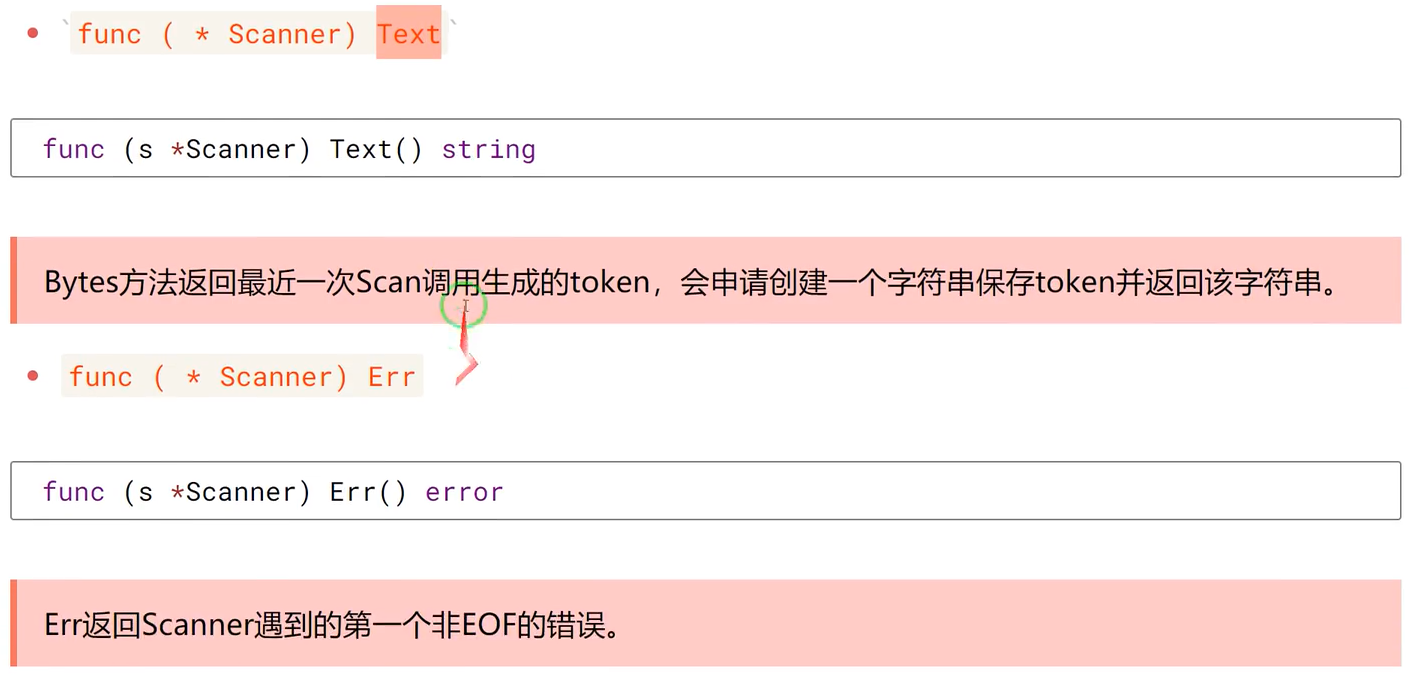 `func ( * Scanner) Text`
func (s *Scanner) Text() string
Bytes方法返回最近一次Scan调用生成的token，会申请创建一个字符串保存token并返回该字符串。
func ( * Scanner) Err
func (s *Scanner) Err() error
Err返回Scanner遇到的第一个非EOF的错误。